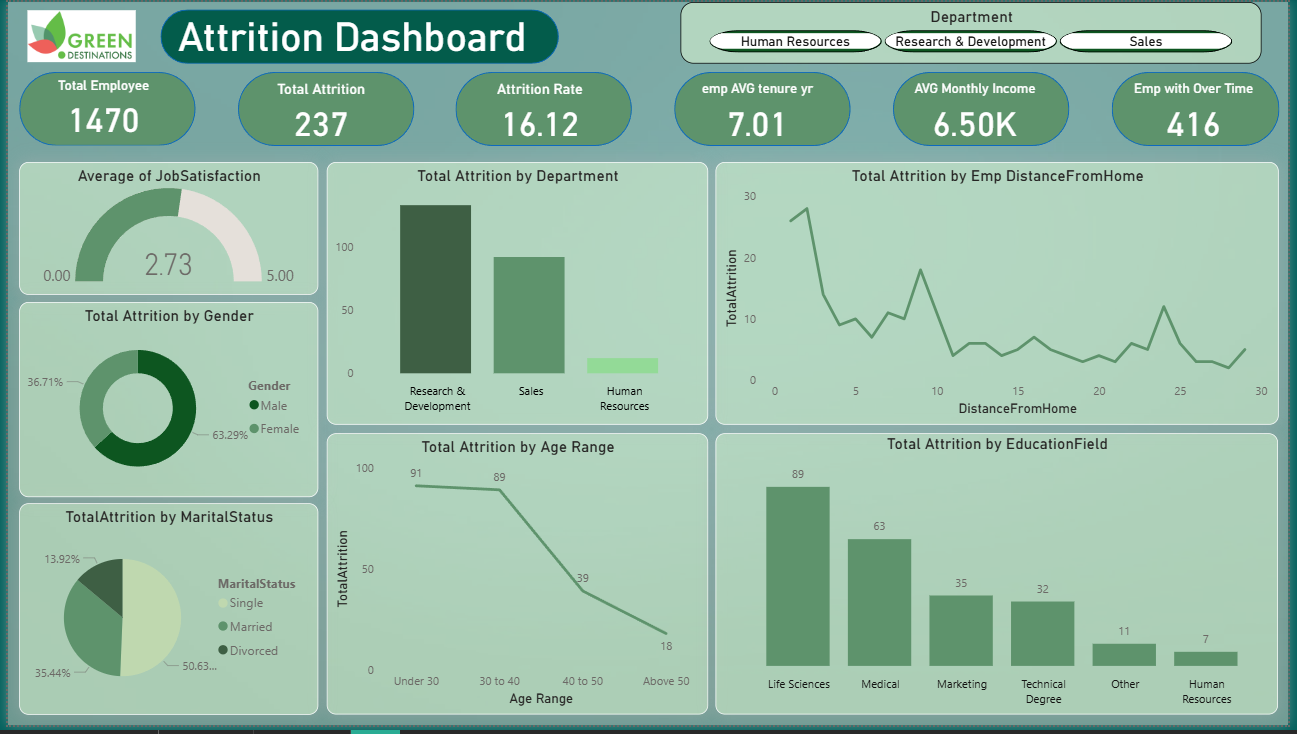 GREEN
DESTINATIONS
Attrition Dashboard
Department
Human Resources
Research & Development
Sales
Total Employee
1470
Total Attrition
237
Attrition Rate
16.12
emp AVG tenure yr
7.01
AVG Monthly Income
6.50K
Emp with Over Time
416
Average of JobSatisfaction
2.73
0.00
5.00
Total Attrition by Gender
36.71%
63.29%
Gender
Male
Female
TotalAttrition by MaritalStatus
13.92%
35.44%
50.63...
MaritalStatus
Single
Married
Divorced
Total Attrition by Department
100
50
0
Research &
Development
Sales
Human
Resources
Total Attrition by Age Range
TotalAttrition
100
50
0
91
89
39
18
Under 30
30 to 40
40 to 50
Above 50
Age Range
Total Attrition by Emp DistanceFromHome
TotalAttrition
30
20
10
0
0
5
10
15
20
25
30
DistanceFromHome
Total Attrition by EducationField
89
63
35
32
11
7
Life Sciences
Medical
Marketing
Technical
Degree
Other
Human
Resources